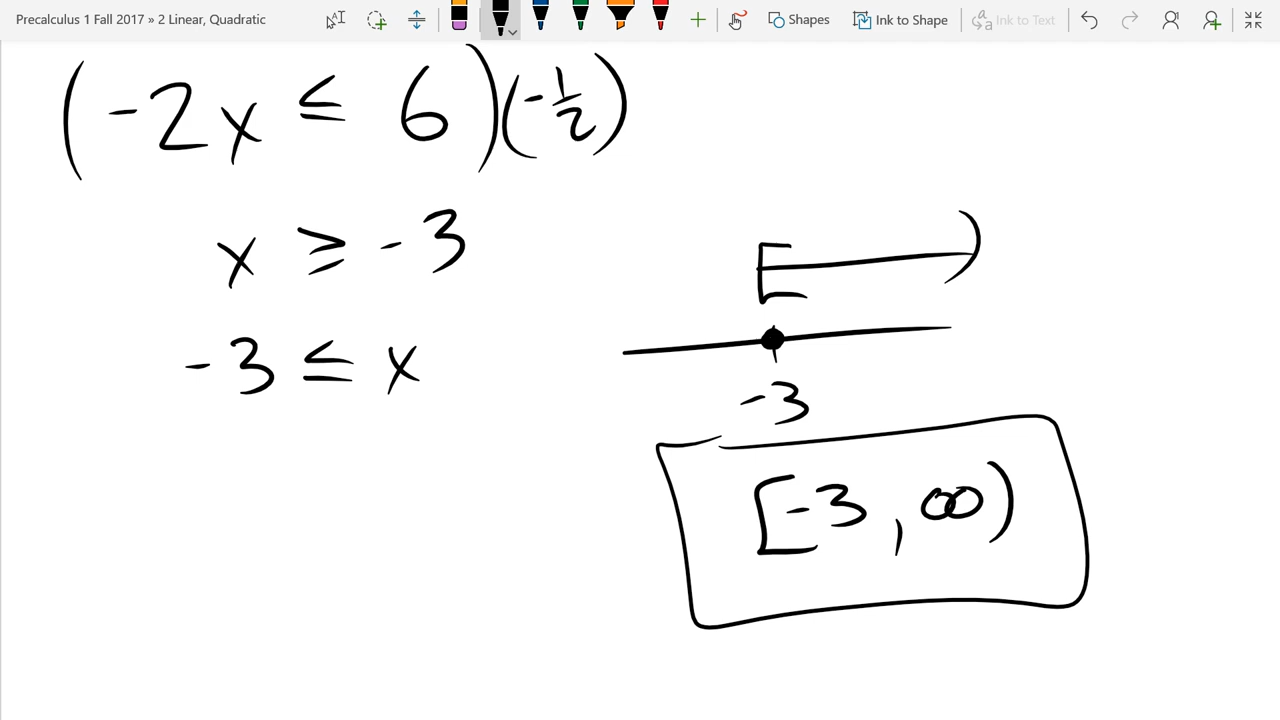 Precalculus 1 Fall 2017 » 2 Linear, Quadratic
Shapes
Ink to Shape
Ink to Text
(-2x ≤ 6)(-1/2)
x ≥ -3
-3 ≤ x
[ )
-3
[-3, ∞)